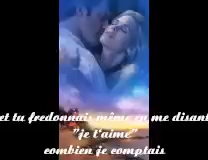 et tu fredonnais même en me disant
"je t'aime"
combien je comptais